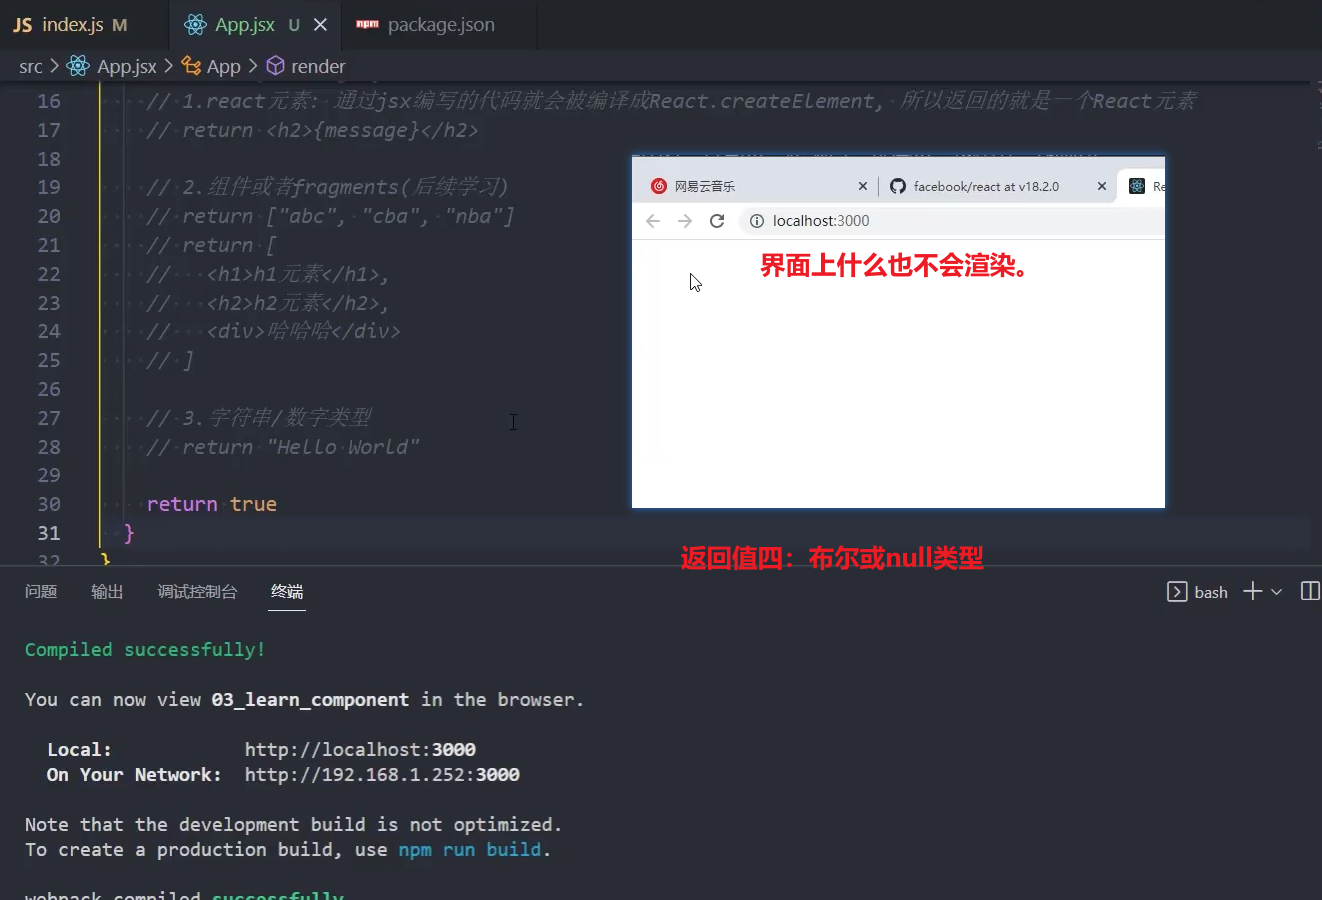 JS index.js M
App.jsx U
npm package.json
src > App.jsx > App > render
16 // 1.react元素: 通过jsx编写的代码就会被编译成React.createElement, 所以返回的就是一个React元素
17 // return <h2>{message}</h2>
18
19 // 2.组件或者fragments(后续学习)
20 // return ["abc", "cba", "nba"]
21 // return [
22 //   <h1>h1元素</h1>,
23 //   <h2>h2元素</h2>,
24 //   <div>哈哈哈</div>
25 // ]
26
27 // 3.字符串/数字类型
28 // return "Hello World"
29
30 return true
31 }
32 }
网易云音乐
facebook/react at v18.2.0
Re
localhost:3000
界面上什么也不会渲染。
返回值四：布尔或null类型
问题 输出 调试控制台 终端
bash
Compiled successfully!
You can now view 03_learn_component in the browser.
Local: http://localhost:3000
On Your Network: http://192.168.1.252:3000
Note that the development build is not optimized.
To create a production build, use npm run build.
webpack compiled successfully